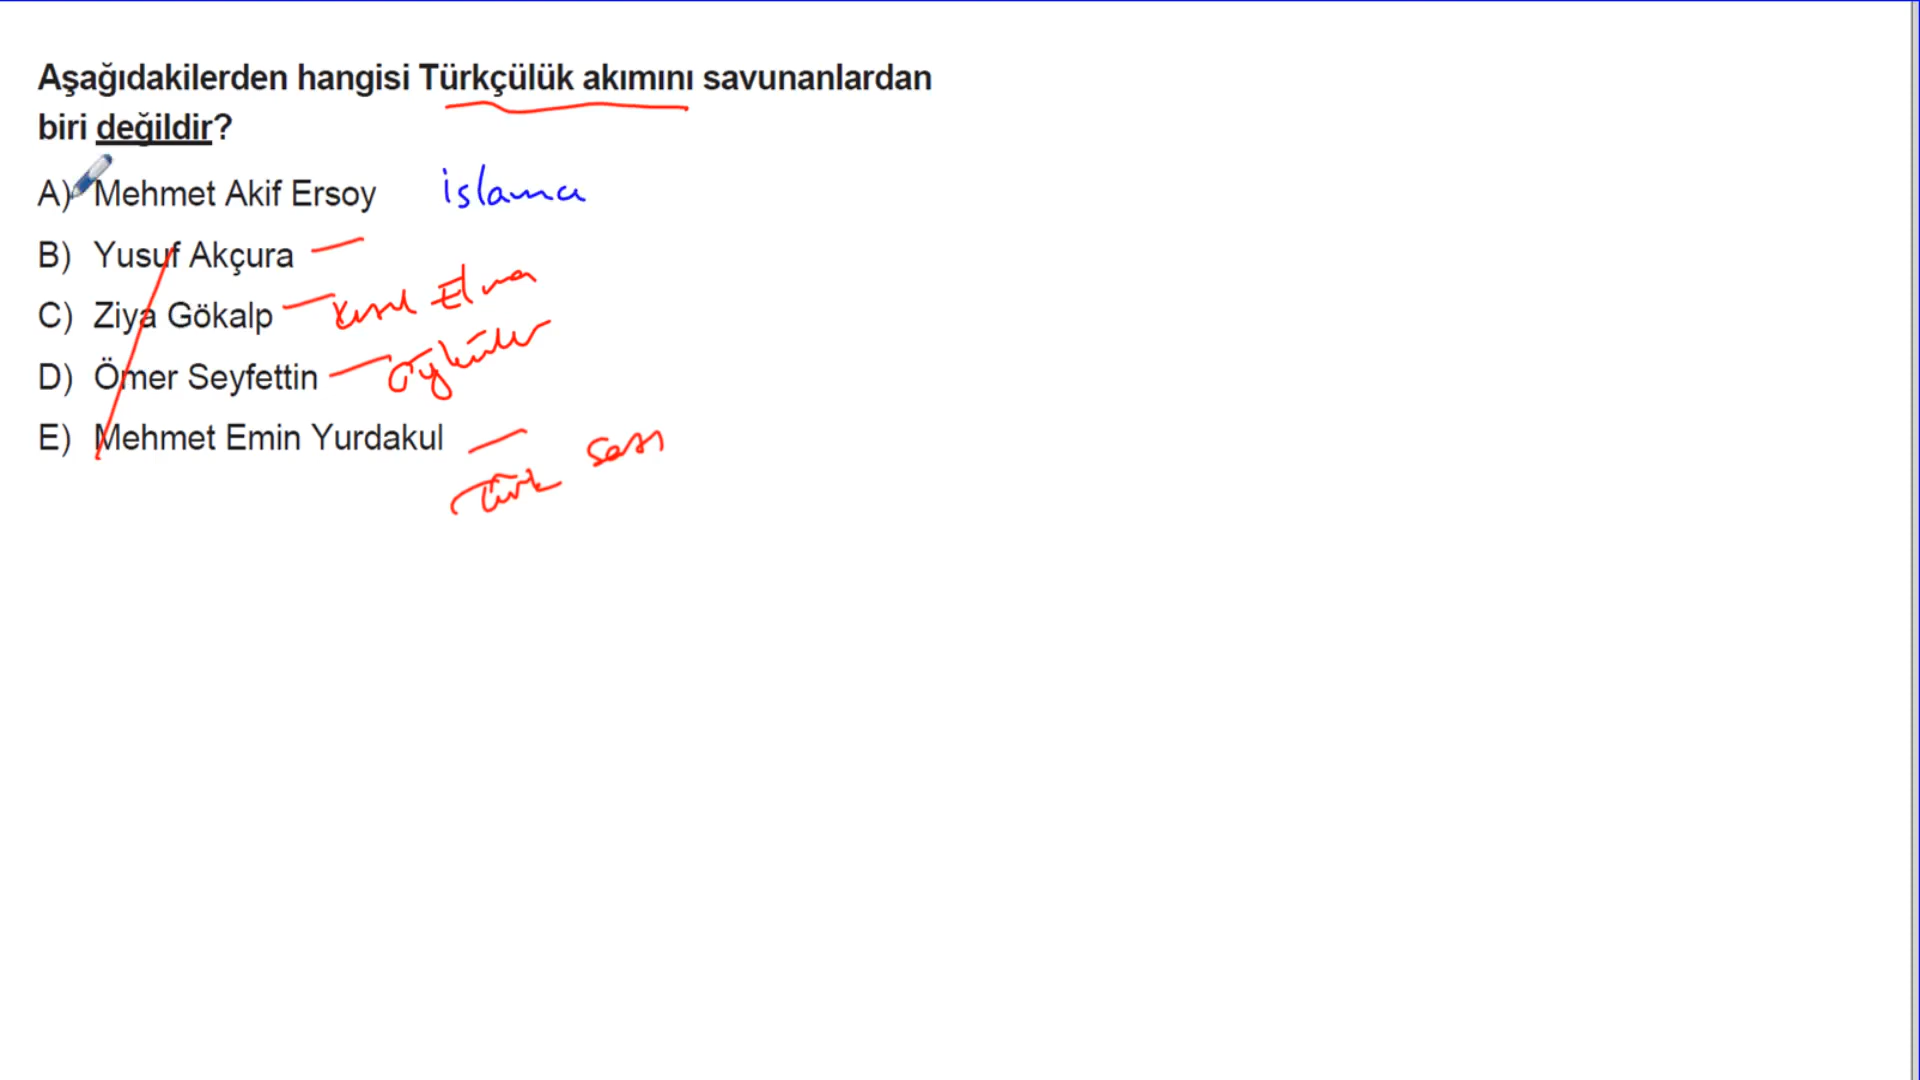 Aşağıdakilerden hangisi Türkçülük akımını savunanlardan
biri değildir?
A) Mehmet Akif Ersoy İslamcı
B) Yusuf Akçura
C) Ziya Gökalp Kızıl Elma
D) Ömer Seyfettin Öyküler
E) Mehmet Emin Yurdakul
Türk Sazı